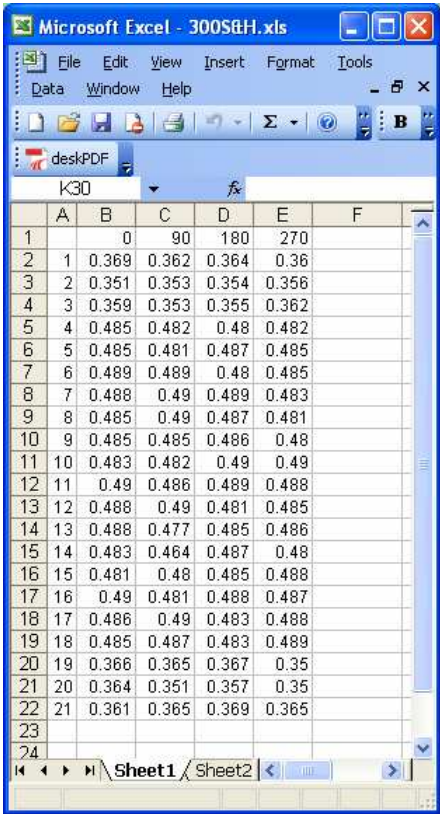 Microsoft Excel - 300S&H.xls
File Edit View Insert Format Tools
Data Window Help
Σ B
deskPDF
K30 fx
A B C D E F
1 0 90 180 270
2 1 0.369 0.362 0.364 0.36
3 2 0.351 0.353 0.354 0.356
4 3 0.359 0.353 0.355 0.362
5 4 0.485 0.482 0.48 0.482
6 5 0.485 0.481 0.487 0.485
7 6 0.489 0.489 0.48 0.485
8 7 0.488 0.49 0.489 0.483
9 8 0.485 0.49 0.487 0.481
10 9 0.485 0.485 0.486 0.48
11 10 0.483 0.482 0.49 0.49
12 11 0.49 0.486 0.489 0.488
13 12 0.488 0.49 0.481 0.485
14 13 0.488 0.477 0.485 0.486
15 14 0.483 0.464 0.487 0.48
16 15 0.481 0.48 0.485 0.488
17 16 0.49 0.481 0.488 0.487
18 17 0.486 0.49 0.483 0.488
19 18 0.485 0.487 0.483 0.489
20 19 0.366 0.365 0.367 0.35
21 20 0.364 0.351 0.357 0.35
22 21 0.361 0.365 0.369 0.365
23
24
Sheet1 Sheet2